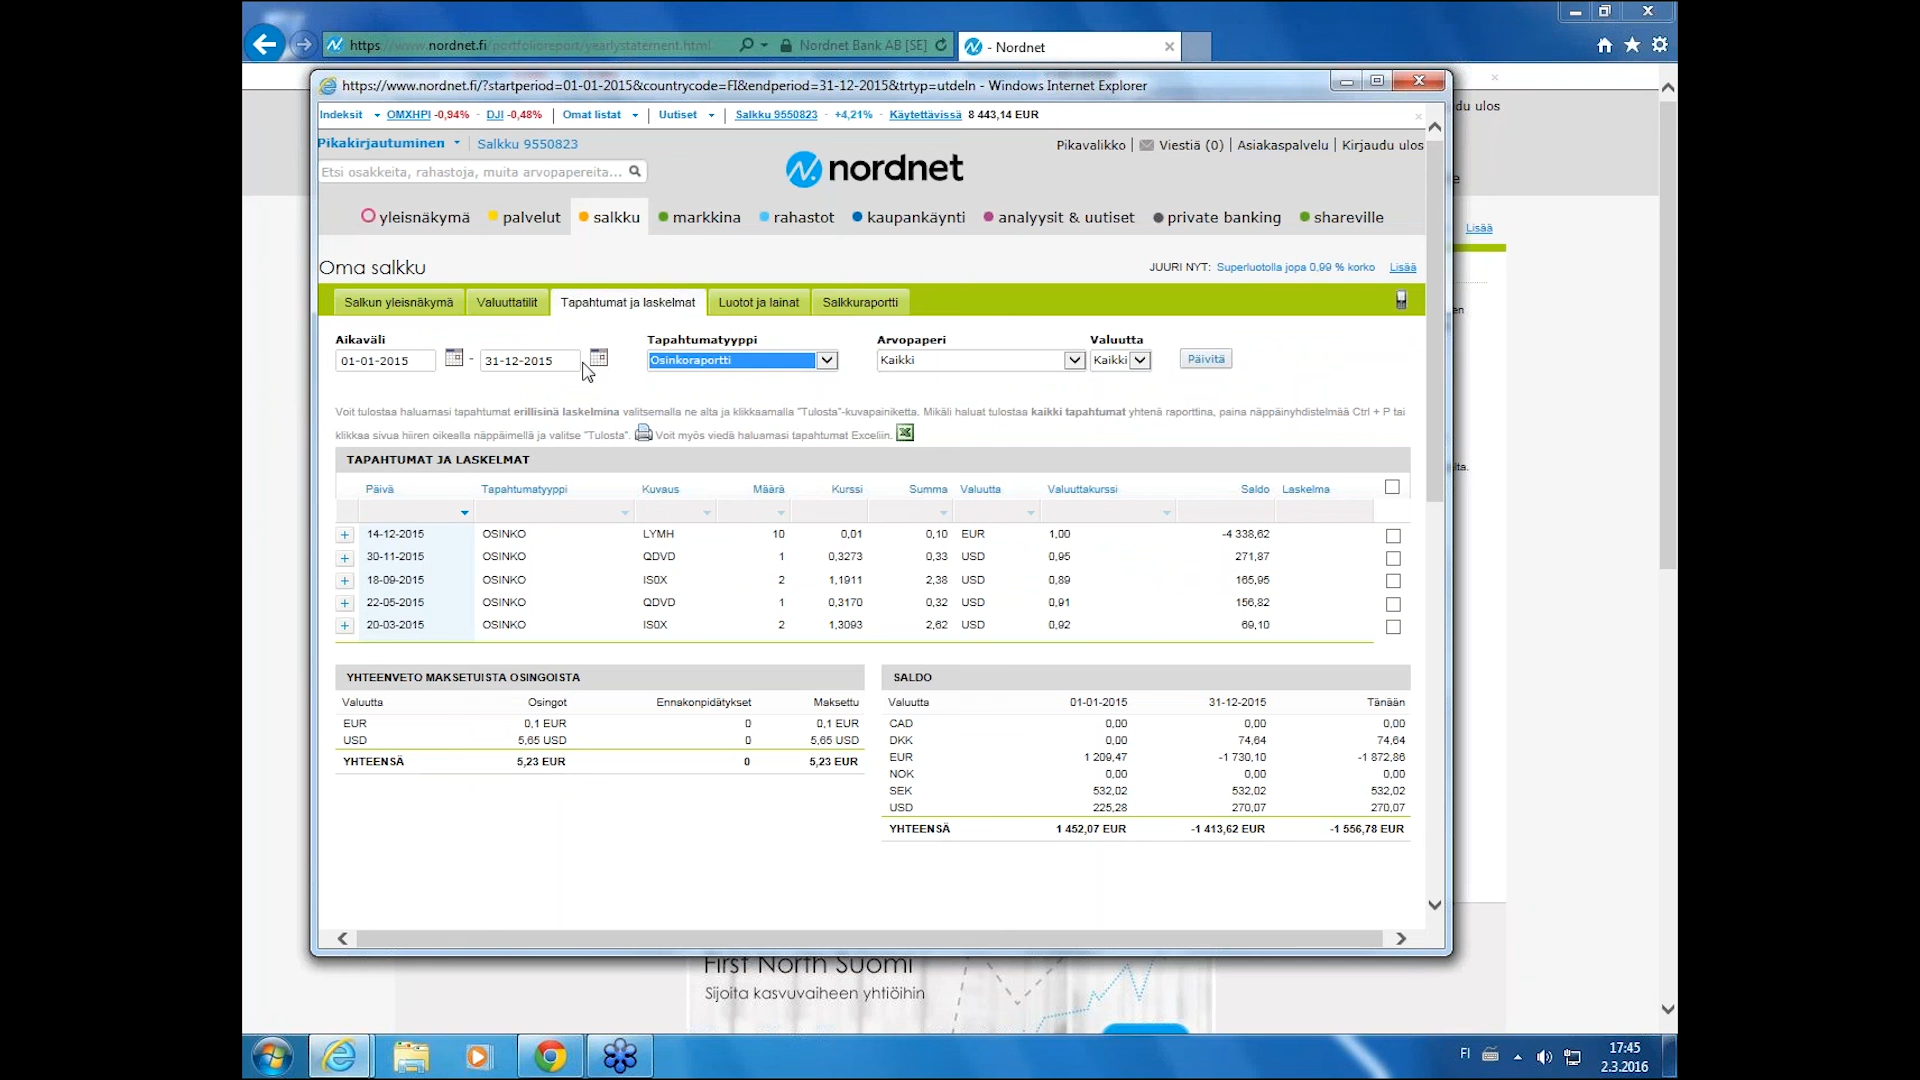 https://www.nordnet.fi/portfolioreport/yearlystatement.html
Nordnet Bank AB [SE]
- Nordnet
https://www.nordnet.fi/?startperiod=01-01-2015&countrycode=FI&endperiod=31-12-2015&trtyp=utdeln - Windows Internet Explorer
Indeksit OMXHPI -0,94% · DJI -0,48% Omat listat Uutiset Salkku 9550823 · +4,21% · Käytettävissä 8 443,14 EUR
du ulos
Pikakirjautuminen Salkku 9550823
Pikavalikko | Viestiä (0) | Asiakaspalvelu | Kirjaudu ulos
Etsi osakkeita, rahastoja, muita arvopapereita...
nordnet
yleisnäkymä palvelut salkku markkina rahastot kaupankäynti analyysit & uutiset private banking shareville
Lisää
Oma salkku
JUURI NYT: Superluotolla jopa 0,99 % korko Lisää
Salkun yleisnäkymä Valuuttatilit Tapahtumat ja laskelmat Luotot ja lainat Salkkuraportti
en
Aikaväli Tapahtumatyyppi Arvopaperi Valuutta
01-01-2015 - 31-12-2015 Osinkoraportti Kaikki Kaikki Päivitä
Voit tulostaa haluamasi tapahtumat erillisinä laskelmina valitsemalla ne alta ja klikkaamalla "Tulosta"-kuvapainiketta. Mikäli haluat tulostaa kaikki tapahtumat yhtenä raporttina, paina näppäinyhdistelmää Ctrl + P tai
klikkaa sivua hiiren oikealla näppäimellä ja valitse "Tulosta". Voit myös viedä haluamasi tapahtumat Exceliin.
TAPAHTUMAT JA LASKELMAT
lta.
Päivä Tapahtumatyyppi Kuvaus Määrä Kurssi Summa Valuutta Valuuttakurssi Saldo Laskelma
14-12-2015 OSINKO LYMH 10 0,01 0,10 EUR 1,00 -4 338,62
30-11-2015 OSINKO QDVD 1 0,3273 0,33 USD 0,95 271,87
18-09-2015 OSINKO IS0X 2 1,1911 2,38 USD 0,89 165,95
22-05-2015 OSINKO QDVD 1 0,3170 0,32 USD 0,91 156,82
20-03-2015 OSINKO IS0X 2 1,3093 2,62 USD 0,92 69,10
YHTEENVETO MAKSETUISTA OSINGOISTA
Valuutta Osingot Ennakonpidätykset Maksettu
EUR 0,1 EUR 0 0,1 EUR
USD 5,65 USD 0 5,65 USD
YHTEENSÄ 5,23 EUR 0 5,23 EUR
SALDO
Valuutta 01-01-2015 31-12-2015 Tänään
CAD 0,00 0,00 0,00
DKK 0,00 74,64 74,64
EUR 1 209,47 -1 730,10 -1 872,86
NOK 0,00 0,00 0,00
SEK 532,02 532,02 532,02
USD 225,28 270,07 270,07
YHTEENSÄ 1 452,07 EUR -1 413,62 EUR -1 556,78 EUR
First North Suomi
Sijoita kasvuvaiheen yhtiöihin
FI
17:45
2.3.2016